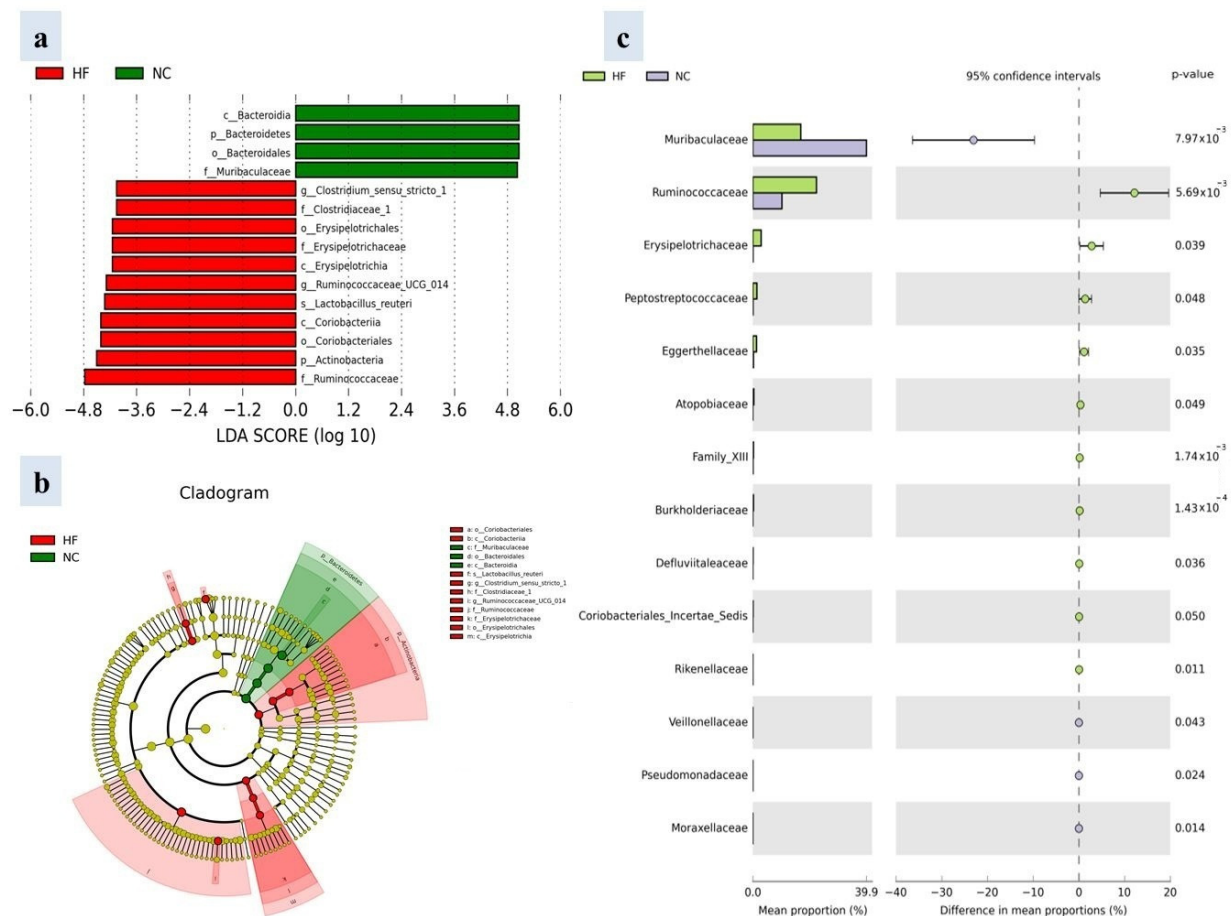 a
HF NC
c__Bacteroidia
p__Bacteroidetes
o__Bacteroidales
f__Muribaculaceae
g__Clostridium_sensu_stricto_1
f__Clostridiaceae_1
o__Erysipelotrichales
f__Erysipelotrichaceae
c__Erysipelotrichia
g__Ruminococcaceae_UCG_014
s__Lactobacillus_reuteri
c__Coriobacteriia
o__Coriobacteriales
p__Actinobacteria
f__Ruminococcaceae
−6.0 −4.8 −3.6 −2.4 −1.2 0.0 1.2 2.4 3.6 4.8 6.0
LDA SCORE (log 10)
b
Cladogram
HF
NC
a: o__Coriobacteriales
b: c__Coriobacteriia
c: f__Muribaculaceae
d: o__Bacteroidales
e: c__Bacteroidia
f: s__Lactobacillus_reuteri
g: g__Clostridium_sensu_stricto_1
h: f__Clostridiaceae_1
i: g__Ruminococcaceae_UCG_014
j: f__Ruminococcaceae
k: f__Erysipelotrichaceae
l: o__Erysipelotrichales
m: c__Erysipelotrichia
p__Bacteroidetes
e
d
p__Actinobacteria
b
a
h
g
j
i
k
l
m
c
HF NC
95% confidence intervals
p-value
Muribaculaceae 7.97x10⁻³
Ruminococcaceae 5.69x10⁻³
Erysipelotrichaceae 0.039
Peptostreptococcaceae 0.048
Eggerthellaceae 0.035
Atopobiaceae 0.049
Family_XIII 1.74x10⁻³
Burkholderiaceae 1.43x10⁻⁴
Defluviitaleaceae 0.036
Coriobacteriales_Incertae_Sedis 0.050
Rikenellaceae 0.011
Veillonellaceae 0.043
Pseudomonadaceae 0.024
Moraxellaceae 0.014
0.0 39.9 −40 −30 −20 −10 0 10 20
Mean proportion (%) Difference in mean proportions (%)